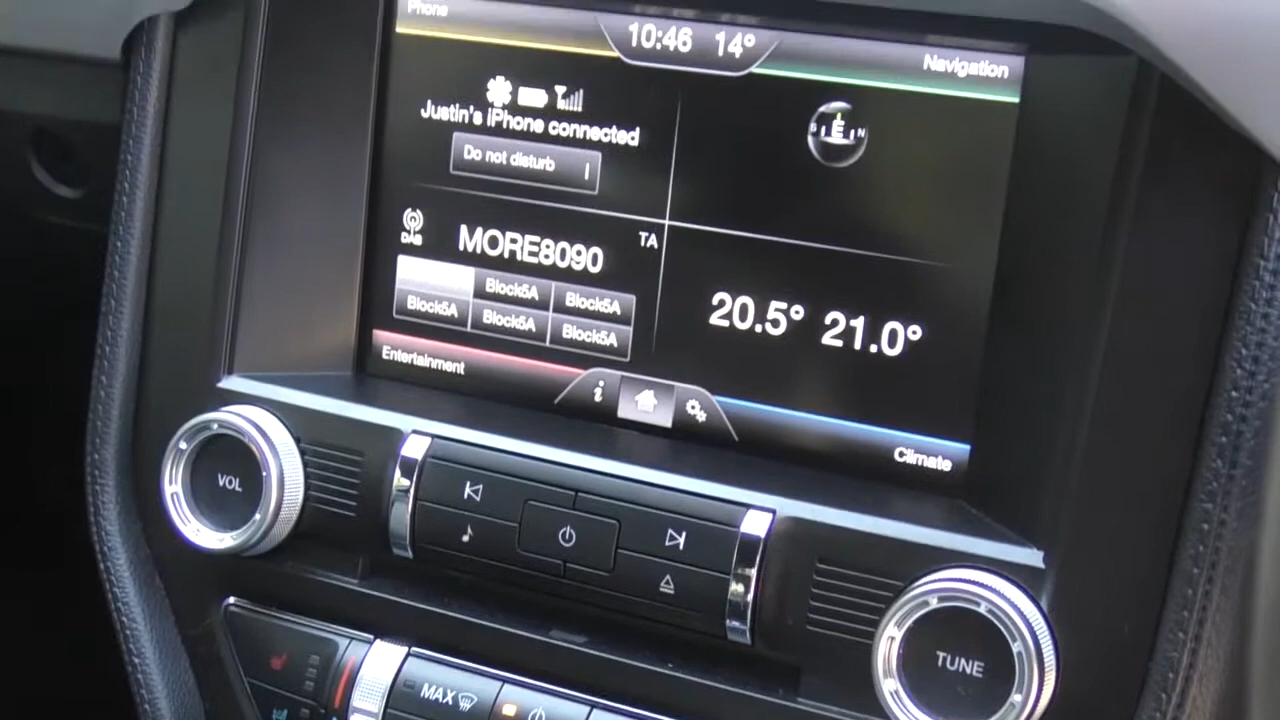 Phone
10:46 14°
Navigation
Justin's iPhone connected
Do not disturb
E N
DAB
MORE8090
TA
Block5A Block5A
Block5A Block5A Block5A
20.5° 21.0°
Entertainment
i
Climate
VOL
TUNE
MAX